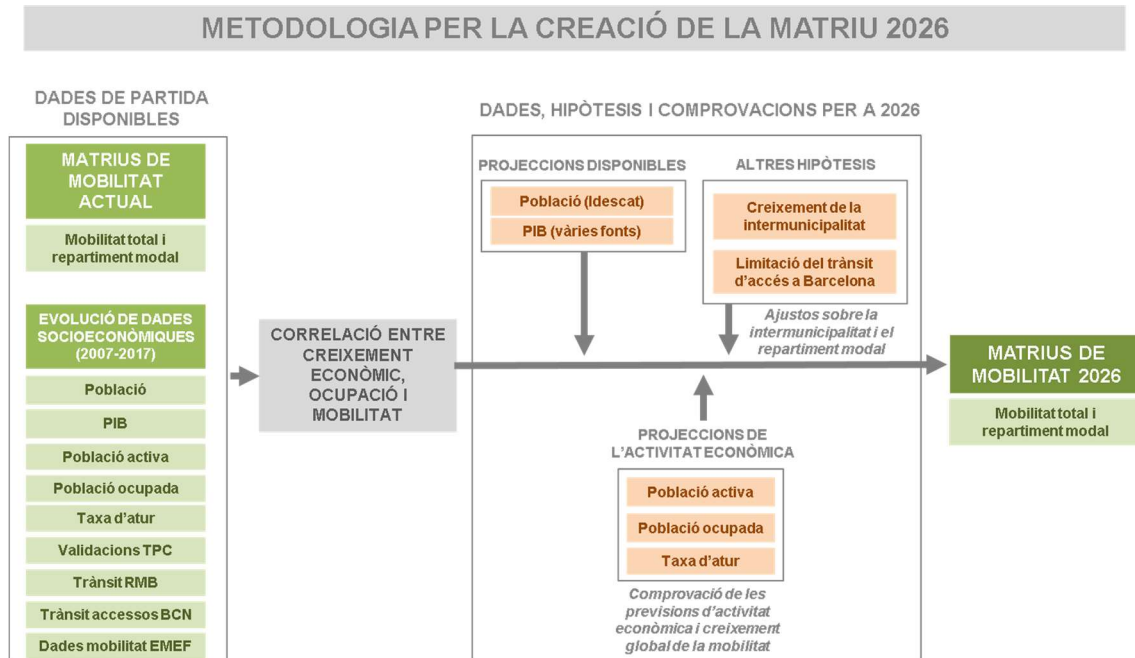 METODOLOGIA PER LA CREACIÓ DE LA MATRIU 2026
DADES DE PARTIDA
DISPONIBLES
MATRIUS DE
MOBILITAT
ACTUAL
Mobilitat total i
repartiment modal
EVOLUCIÓ DE DADES
SOCIOECONÒMIQUES
(2007-2017)
Població
PIB
Població activa
Població ocupada
Taxa d'atur
Validacions TPC
Trànsit RMB
Trànsit accessos BCN
Dades mobilitat EMEF
CORRELACIÓ ENTRE
CREIXEMENT
ECONÒMIC,
OCUPACIÓ I
MOBILITAT
DADES, HIPÒTESIS I COMPROVACIONS PER A 2026
PROJECCIONS DISPONIBLES
Població (Idescat)
PIB (vàries fonts)
ALTRES HIPÒTESIS
Creixement de la
intermunicipalitat
Limitació del trànsit
d'accés a Barcelona
Ajustos sobre la
intermunicipalitat i el
repartiment modal
PROJECCIONS DE
L'ACTIVITAT ECONÒMICA
Població activa
Població ocupada
Taxa d'atur
Comprovació de les
previsions d'activitat
econòmica i creixement
global de la mobilitat
MATRIUS DE
MOBILITAT 2026
Mobilitat total i
repartiment modal